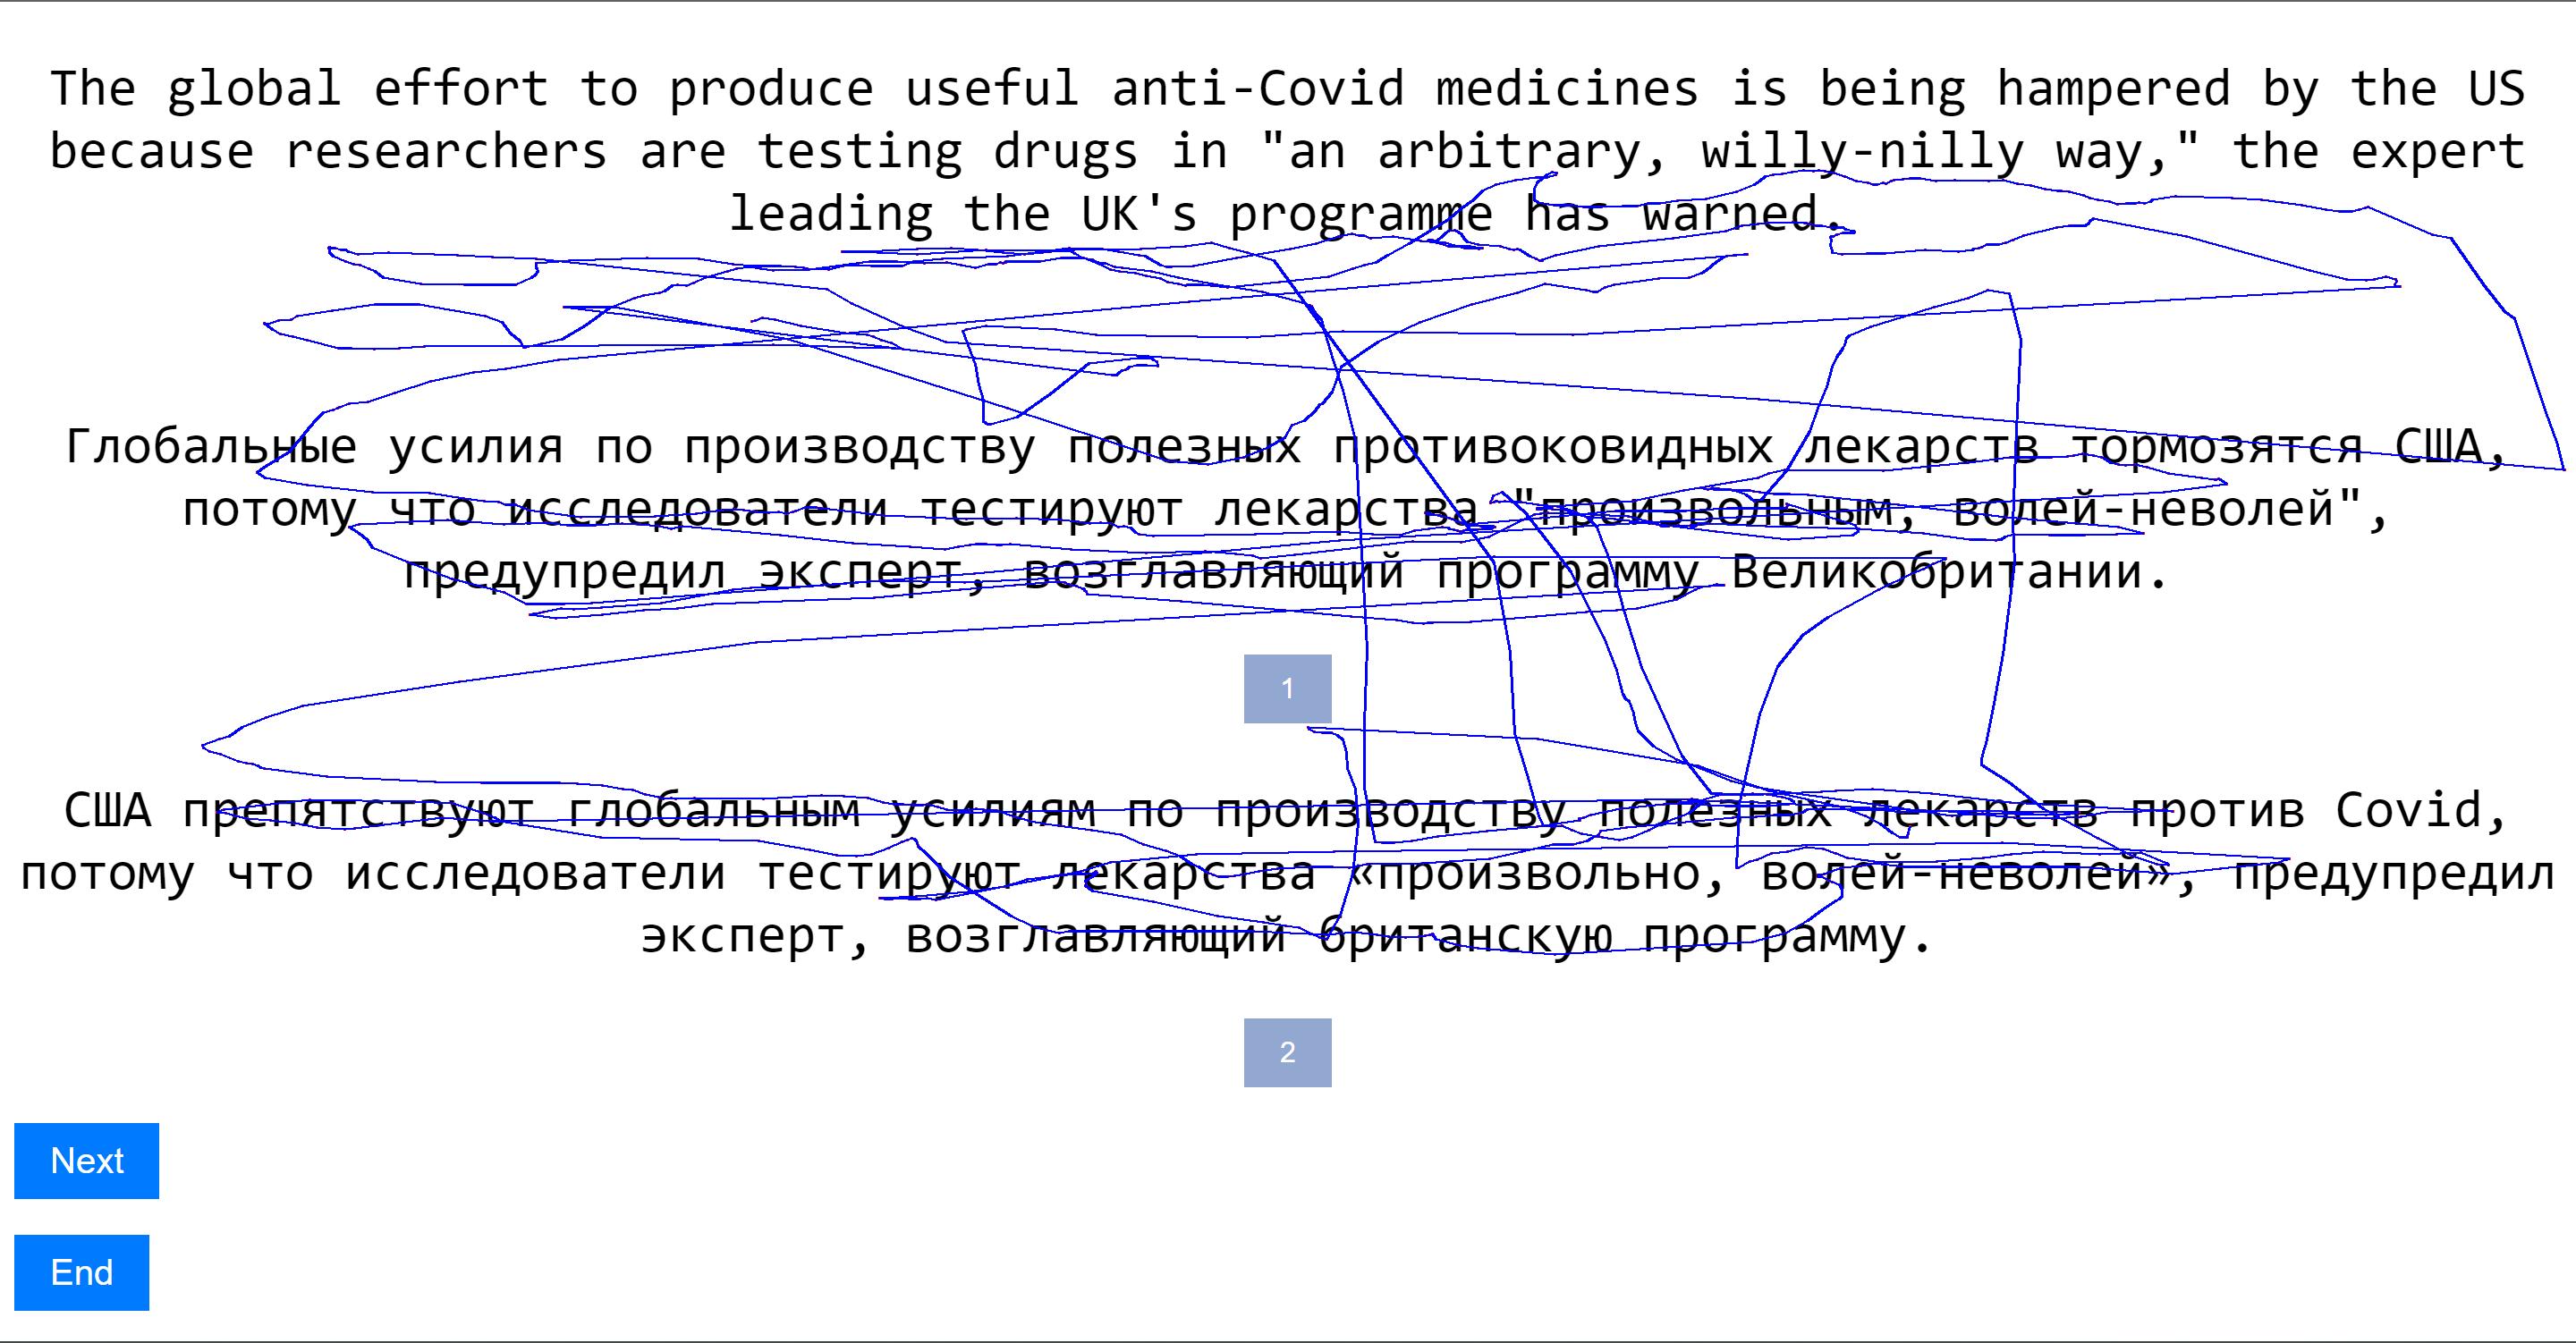 The global effort to produce useful anti-Covid medicines is being hampered by the US
because researchers are testing drugs in "an arbitrary, willy-nilly way," the expert
leading the UK's programme has warned.
Глобальные усилия по производству полезных противоковидных лекарств тормозятся США,
потому что исследователи тестируют лекарства "произвольным, волей-неволей",
предупредил эксперт, возглавляющий программу Великобритании.
1
США препятствуют глобальным усилиям по производству полезных лекарств против Covid,
потому что исследователи тестируют лекарства «произвольно, волей-неволей», предупредил
эксперт, возглавляющий британскую программу.
2
Next
End